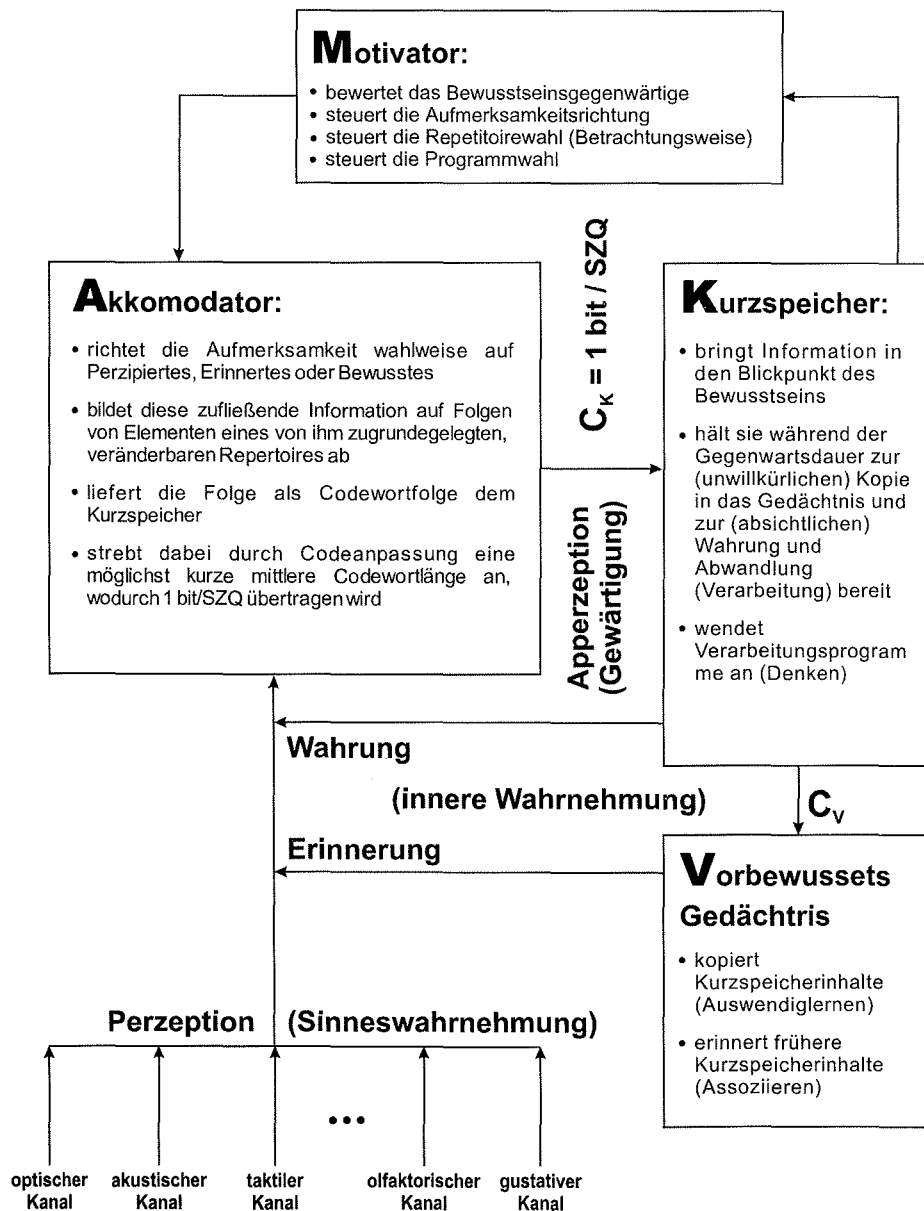 Motivator:
• bewertet das Bewusstseinsgegenwärtige
• steuert die Aufmerksamkeitsrichtung
• steuert die Repetitoirewahl (Betrachtungsweise)
• steuert die Programmwahl
Akkomodator:
• richtet die Aufmerksamkeit wahlweise auf
Perzipiertes, Erinnertes oder Bewusstes
• bildet diese zufließende Information auf Folgen
von Elementen eines von ihm zugrundegelegten,
veränderbaren Repertoires ab
• liefert die Folge als Codewortfolge dem
Kurzspeicher
• strebt dabei durch Codeanpassung eine
möglichst kurze mittlere Codewortlänge an,
wodurch 1 bit/SZQ übertragen wird
C_K = 1 bit / SZQ
Apperzeption
(Gewärtigung)
Kurzspeicher:
• bringt Information in
den Blickpunkt des
Bewusstseins
• hält sie während der
Gegenwartsdauer zur
(unwillkürlichen) Kopie
in das Gedächtnis und
zur (absichtlichen)
Wahrung und
Abwandlung
(Verarbeitung) bereit
• wendet
Verarbeitungsprogram
me an (Denken)
Wahrung
(innere Wahrnehmung)
C_V
Erinnerung
Vorbewussets
Gedächtris
• kopiert
Kurzspeicherinhalte
(Auswendiglernen)
• erinnert frühere
Kurzspeicherinhalte
(Assoziieren)
Perzeption (Sinneswahrnehmung)
...
optischer
Kanal
akustischer
Kanal
taktiler
Kanal
olfaktorischer
Kanal
gustativer
Kanal